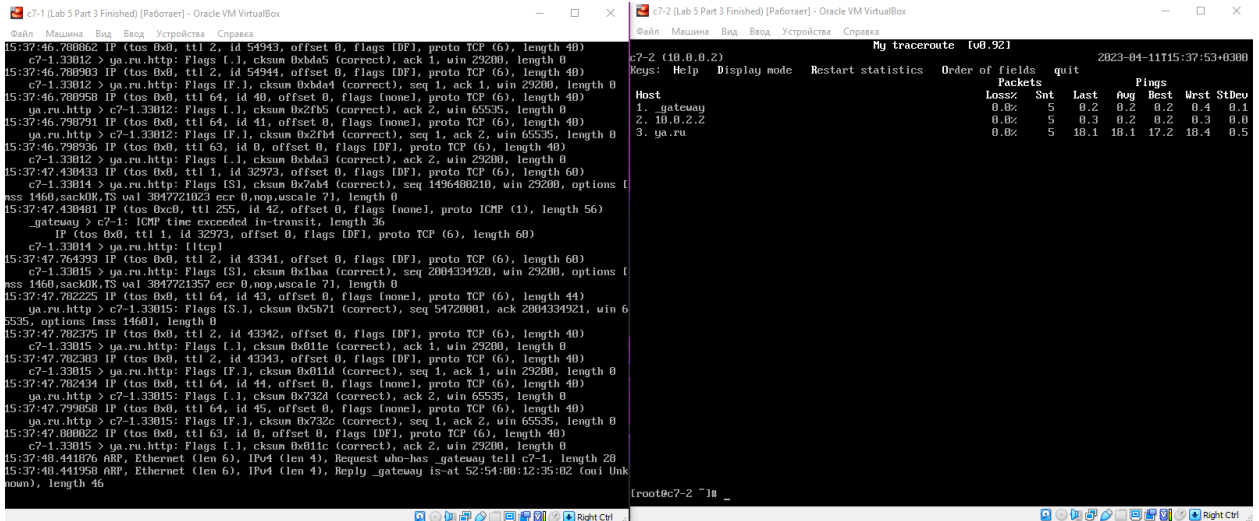 c7-1 (Lab 5 Part 3 Finished) [Работает] - Oracle VM VirtualBox
Файл Машина Вид Ввод Устройства Справка
15:37:46.780862 IP (tos 0x0, ttl 2, id 54943, offset 0, flags [DF], proto TCP (6), length 40)
c7-1.33012 > ya.ru.http: Flags [.], cksum 0xbda5 (correct), ack 1, win 29200, length 0
15:37:46.780903 IP (tos 0x0, ttl 2, id 54944, offset 0, flags [DF], proto TCP (6), length 40)
c7-1.33012 > ya.ru.http: Flags [F.], cksum 0xbda4 (correct), seq 1, ack 1, win 29200, length 0
15:37:46.780958 IP (tos 0x0, ttl 64, id 40, offset 0, flags [none], proto TCP (6), length 40)
ya.ru.http > c7-1.33012: Flags [.], cksum 0x2fb5 (correct), ack 2, win 65535, length 0
15:37:46.798791 IP (tos 0x0, ttl 64, id 41, offset 0, flags [none], proto TCP (6), length 40)
ya.ru.http > c7-1.33012: Flags [F.], cksum 0x2fb4 (correct), seq 1, ack 2, win 65535, length 0
15:37:46.798936 IP (tos 0x0, ttl 63, id 0, offset 0, flags [DF], proto TCP (6), length 40)
c7-1.33012 > ya.ru.http: Flags [.], cksum 0xbda3 (correct), ack 2, win 29200, length 0
15:37:47.430433 IP (tos 0x0, ttl 1, id 32973, offset 0, flags [DF], proto TCP (6), length 60)
c7-1.33014 > ya.ru.http: Flags [S], cksum 0x7ab4 (correct), seq 1496480210, win 29200, options [
mss 1460,sackOK,TS val 3847721023 ecr 0,nop,wscale 7], length 0
15:37:47.430481 IP (tos 0xc0, ttl 255, id 42, offset 0, flags [none], proto ICMP (1), length 56)
_gateway > c7-1: ICMP time exceeded in-transit, length 36
IP (tos 0x0, ttl 1, id 32973, offset 0, flags [DF], proto TCP (6), length 60)
c7-1.33014 > ya.ru.http: [|tcp]
15:37:47.764393 IP (tos 0x0, ttl 2, id 43341, offset 0, flags [DF], proto TCP (6), length 60)
c7-1.33015 > ya.ru.http: Flags [S], cksum 0x1baa (correct), seq 2004334920, win 29200, options [
mss 1460,sackOK,TS val 3847721357 ecr 0,nop,wscale 7], length 0
15:37:47.782225 IP (tos 0x0, ttl 64, id 43, offset 0, flags [none], proto TCP (6), length 44)
ya.ru.http > c7-1.33015: Flags [S.], cksum 0x5b71 (correct), seq 54720001, ack 2004334921, win 6
5535, options [mss 1460], length 0
15:37:47.782375 IP (tos 0x0, ttl 2, id 43342, offset 0, flags [DF], proto TCP (6), length 40)
c7-1.33015 > ya.ru.http: Flags [.], cksum 0x011e (correct), ack 1, win 29200, length 0
15:37:47.782383 IP (tos 0x0, ttl 2, id 43343, offset 0, flags [DF], proto TCP (6), length 40)
c7-1.33015 > ya.ru.http: Flags [F.], cksum 0x011d (correct), seq 1, ack 1, win 29200, length 0
15:37:47.782434 IP (tos 0x0, ttl 64, id 44, offset 0, flags [none], proto TCP (6), length 40)
ya.ru.http > c7-1.33015: Flags [.], cksum 0x732d (correct), ack 2, win 65535, length 0
15:37:47.799858 IP (tos 0x0, ttl 64, id 45, offset 0, flags [none], proto TCP (6), length 40)
ya.ru.http > c7-1.33015: Flags [F.], cksum 0x732c (correct), seq 1, ack 2, win 65535, length 0
15:37:47.800022 IP (tos 0x0, ttl 63, id 0, offset 0, flags [DF], proto TCP (6), length 40)
c7-1.33015 > ya.ru.http: Flags [.], cksum 0x011c (correct), ack 2, win 29200, length 0
15:37:48.441876 ARP, Ethernet (len 6), IPv4 (len 4), Request who-has _gateway tell c7-1, length 28
15:37:48.441958 ARP, Ethernet (len 6), IPv4 (len 4), Reply _gateway is-at 52:54:00:12:35:02 (oui Unk
nown), length 46
Right Ctrl
c7-2 (Lab 5 Part 3 Finished) [Работает] - Oracle VM VirtualBox
Файл Машина Вид Ввод Устройства Справка
My traceroute [v0.92]
c7-2 (10.0.0.2) 2023-04-11T15:37:53+0300
Keys: Help Display mode Restart statistics Order of fields quit
Packets Pings
Host Loss% Snt Last Avg Best Wrst StDev
1. _gateway 0.0% 5 0.2 0.2 0.2 0.4 0.1
2. 10.0.2.2 0.0% 5 0.3 0.2 0.2 0.3 0.0
3. ya.ru 0.0% 5 18.1 18.1 17.2 18.4 0.5
[root@c7-2 ~]# _
Right Ctrl